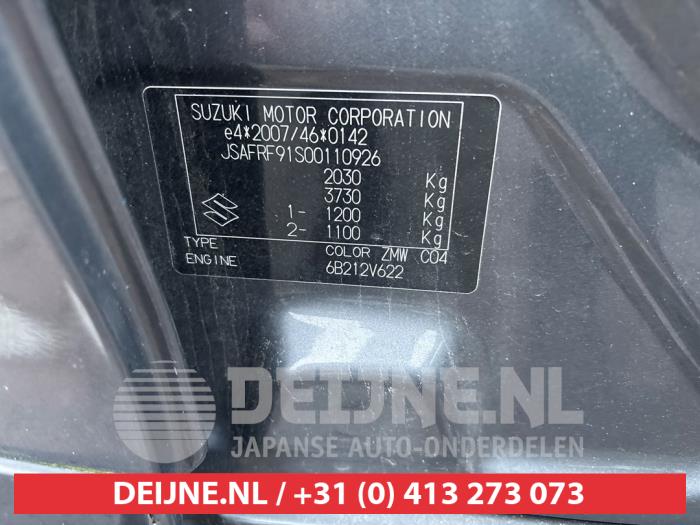 SUZUKI MOTOR CORPORATION
e4*2007/46*0142
JSAFRF91S00110926
2030 Kg
3730 Kg
1- 1200 Kg
2- 1100 Kg
TYPE COLOR ZMW C04
ENGINE 6B212V622
DEIJNE.NL
JAPANSE AUTO-ONDERDELEN
DEIJNE.NL / +31 (0) 413 273 073